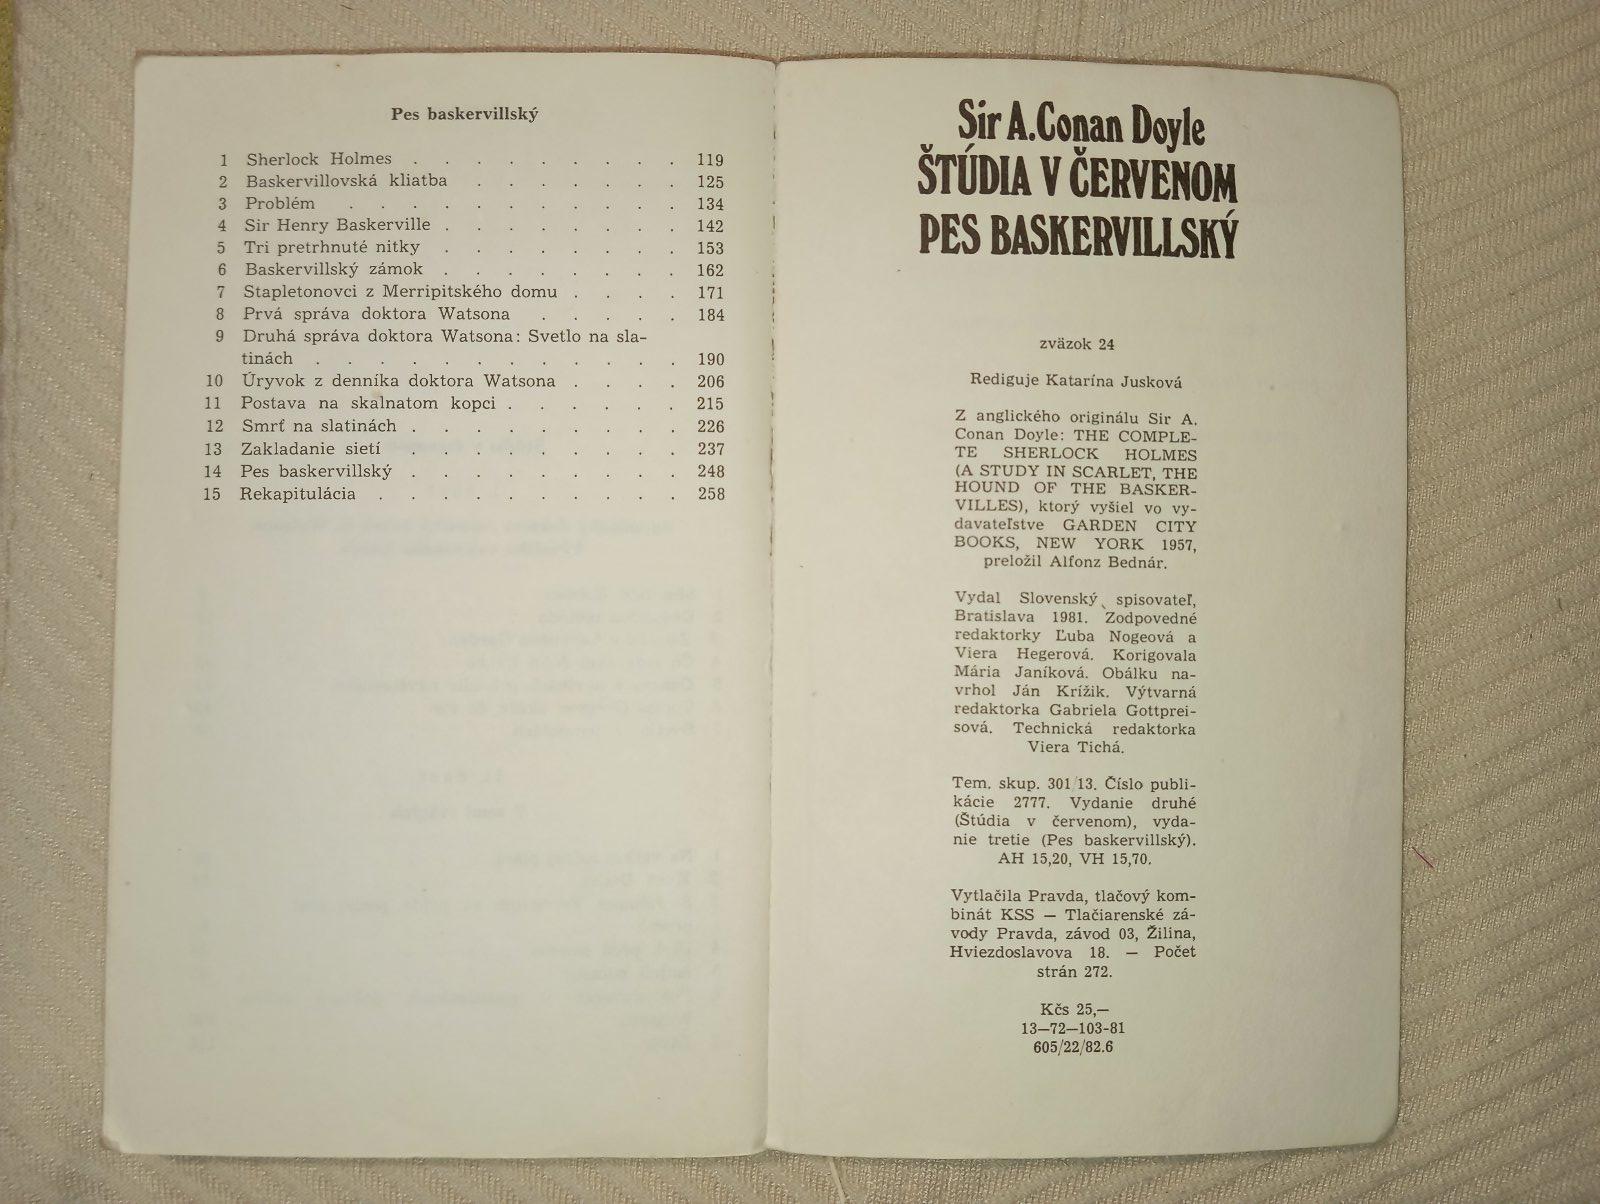 Pes baskervillský
1 Sherlock Holmes . . . . . . . . . 119
2 Baskervillovská kliatba . . . . . . . 125
3 Problém . . . . . . . . . . . 134
4 Sir Henry Baskerville . . . . . . . . 142
5 Tri pretrhnuté nitky . . . . . . . . 153
6 Baskervillský zámok . . . . . . . . 162
7 Stapletonovci z Merripitského domu . . . . 171
8 Prvá správa doktora Watsona . . . . . 184
9 Druhá správa doktora Watsona: Svetlo na sla-
tinách . . . . . . . . . . . . 190
10 Úryvok z denníka doktora Watsona . . . . 206
11 Postava na skalnatom kopci . . . . . . 215
12 Smrť na slatinách . . . . . . . . . 226
13 Zakladanie sietí . . . . . . . . . 237
14 Pes baskervillský . . . . . . . . . 248
15 Rekapitulácia . . . . . . . . . . 258
Sir A. Conan Doyle
ŠTÚDIA V ČERVENOM
PES BASKERVILLSKÝ
zväzok 24
Rediguje Katarína Jusková
Z anglického originálu Sir A.
Conan Doyle: THE COMPLE-
TE SHERLOCK HOLMES
(A STUDY IN SCARLET, THE
HOUND OF THE BASKER-
VILLES), ktorý vyšiel vo vy-
davateľstve GARDEN CITY
BOOKS, NEW YORK 1957,
preložil Alfonz Bednár.
Vydal Slovenský spisovateľ,
Bratislava 1981. Zodpovedné
redaktorky Ľuba Nogeová a
Viera Hegerová. Korigovala
Mária Janíková. Obálku na-
vrhol Ján Krížik. Výtvarná
redaktorka Gabriela Gottprei-
sová. Technická redaktorka
Viera Tichá.
Tem. skup. 301/13. Číslo publi-
kácie 2777. Vydanie druhé
(Štúdia v červenom), vyda-
nie tretie (Pes baskervillský).
AH 15,20, VH 15,70.
Vytlačila Pravda, tlačový kom-
binát KSS — Tlačiarenské zá-
vody Pravda, závod 03, Žilina,
Hviezdoslavova 18. — Počet
strán 272.
Kčs 25,—
13—72—103-81
605/22/82.6